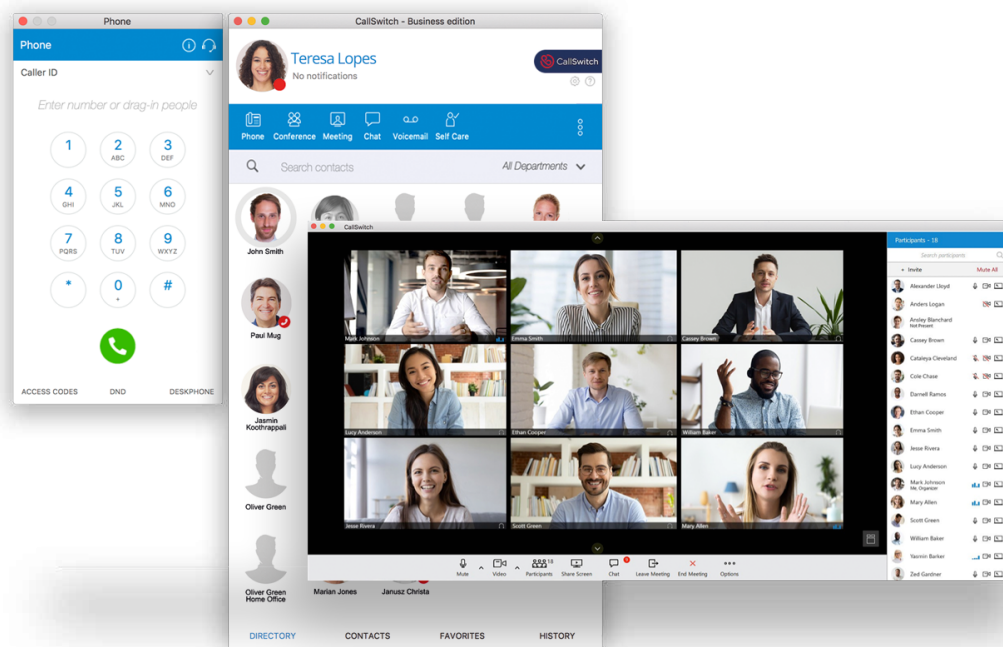 Phone
Phone
Caller ID
Enter number or drag-in people
1
2
ABC
3
DEF
4
GHI
5
JKL
6
MNO
7
PQRS
8
TUV
9
WXYZ
*
0
+
#
ACCESS CODES DND DESKPHONE
CallSwitch - Business edition
Teresa Lopes
No notifications
CallSwitch
Phone Conference Meeting Chat Voicemail Self Care
Search contacts All Departments
John Smith
Paul Mug
Jasmin
Koothrappali
Oliver Green
Oliver Green
Home Office
Marian Jones
Janusz Christa
DIRECTORY CONTACTS FAVORITES HISTORY
CallSwitch
Mark Johnson
Emma Smith
Cassey Brown
Lucy Anderson
Ethan Cooper
William Baker
Jesse Rivera
Scott Green
Mary Allen
Mute Video Participants 18 Share Screen Chat Leave Meeting End Meeting Options
Participants - 18
Search participants
+ Invite Mute All
Alexander Lloyd
Anders Logan
Ansley Blanchard
Not Present
Cassey Brown
Cataleya Cleveland
Cole Chase
Darnell Ramos
Ethan Cooper
Emma Smith
Jesse Rivera
Lucy Anderson
Mark Johnson
Me, Organizer
Mary Allen
Scott Green
William Baker
Yasmin Barker
Zed Gardner